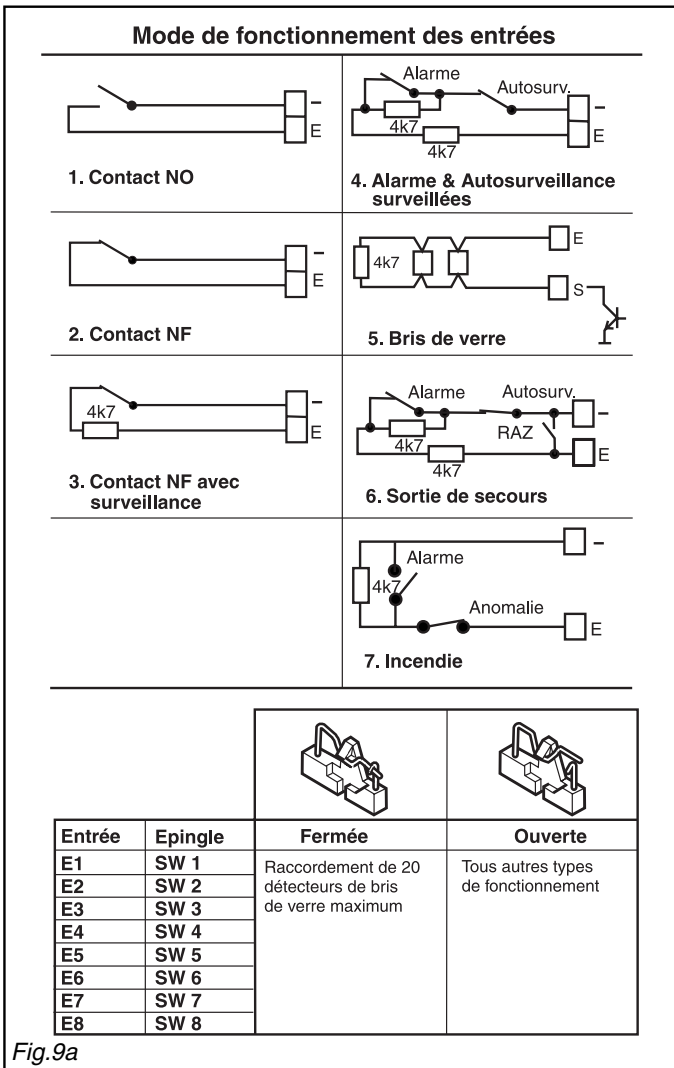 Mode de fonctionnement des entrées
–
E
1. Contact NO
Alarme
Autosurv.
–
E
4k7
4k7
4. Alarme & Autosurveillance
surveillées
–
E
2. Contact NF
E
4k7
S
5. Bris de verre
–
4k7
E
3. Contact NF avec
surveillance
Alarme
Autosurv.
–
RAZ
4k7
E
4k7
6. Sortie de secours
–
Alarme
4k7
Anomalie
E
7. Incendie
Entrée Epingle Fermée Ouverte
E1 SW 1 Raccordement de 20 Tous autres types
E2 SW 2 détecteurs de bris de fonctionnement
E3 SW 3 de verre maximum
E4 SW 4
E5 SW 5
E6 SW 6
E7 SW 7
E8 SW 8
Fig.9a